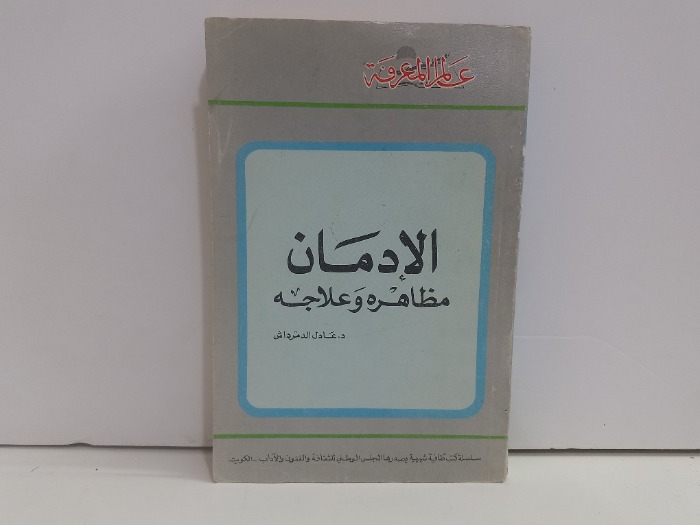 عالم المعرفة
الإدمان
مظاهره وعلاجه
د. عادل الدمرداش
سلسلة كتب ثقافية شهرية يصدرها المجلس الوطني للثقافة والفنون والآداب - الكويت